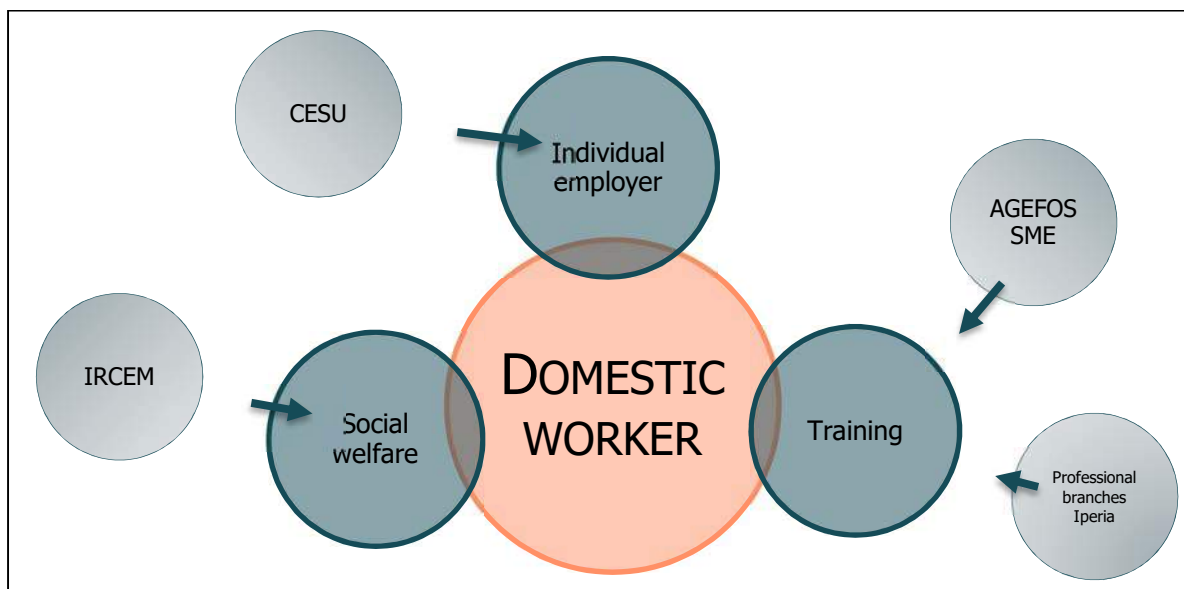 CESU
Individual
employer
AGEFOS
SME
IRCEM
Social
welfare
DOMESTIC
WORKER
Training
Professional
branches
Iperia